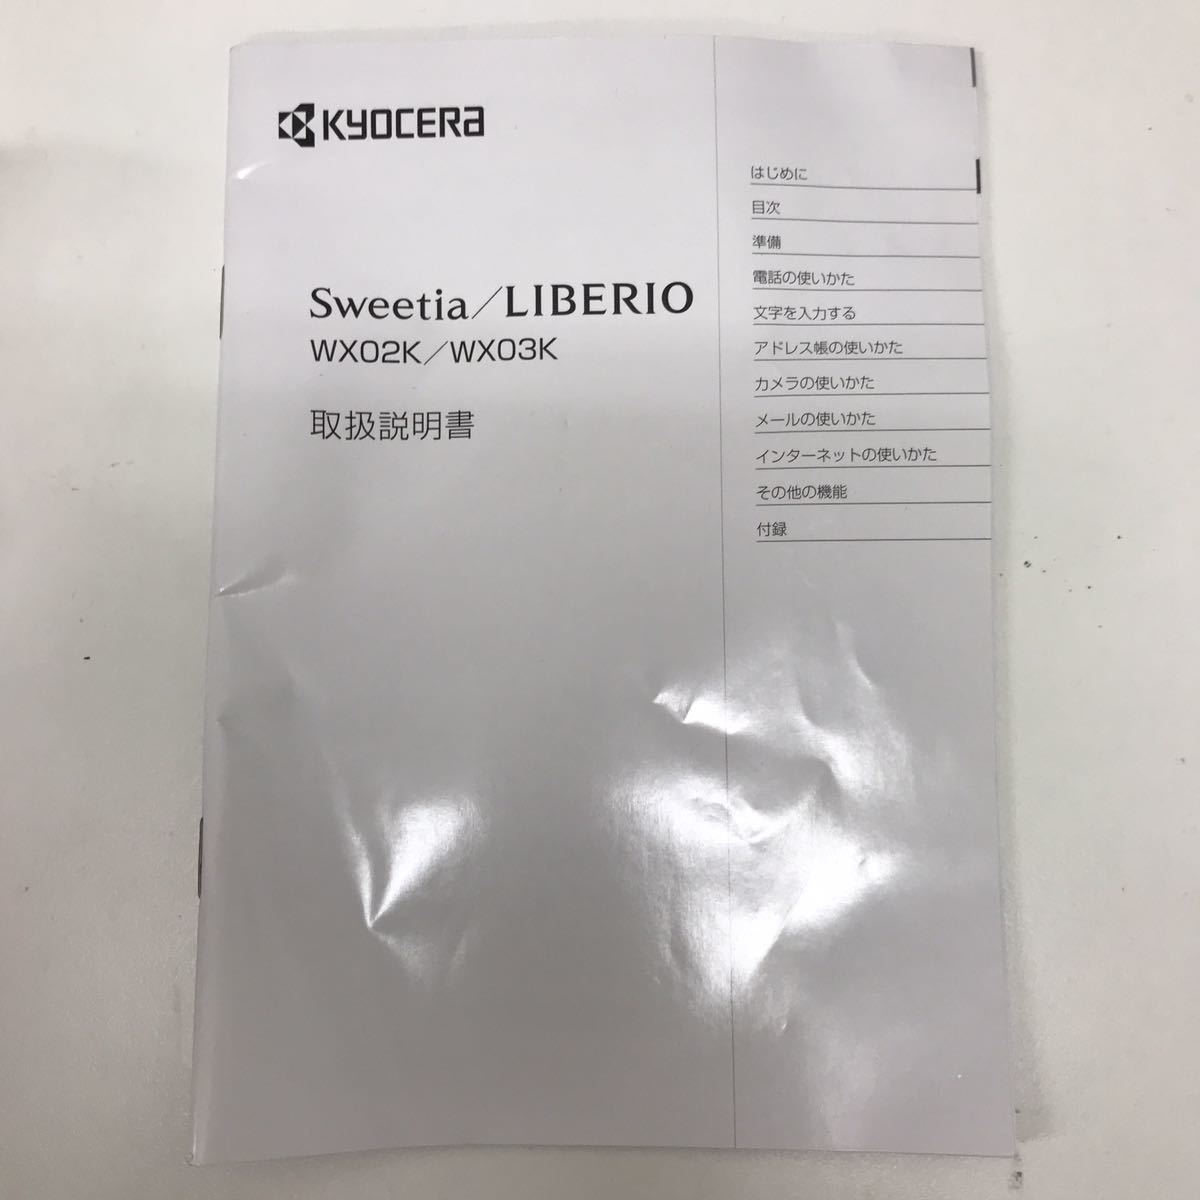 KYOCERA
Sweetia／LIBERIO
WX02K／WX03K
取扱説明書
はじめに
目次
準備
電話の使いかた
文字を入力する
アドレス帳の使いかた
カメラの使いかた
メールの使いかた
インターネットの使いかた
その他の機能
付録